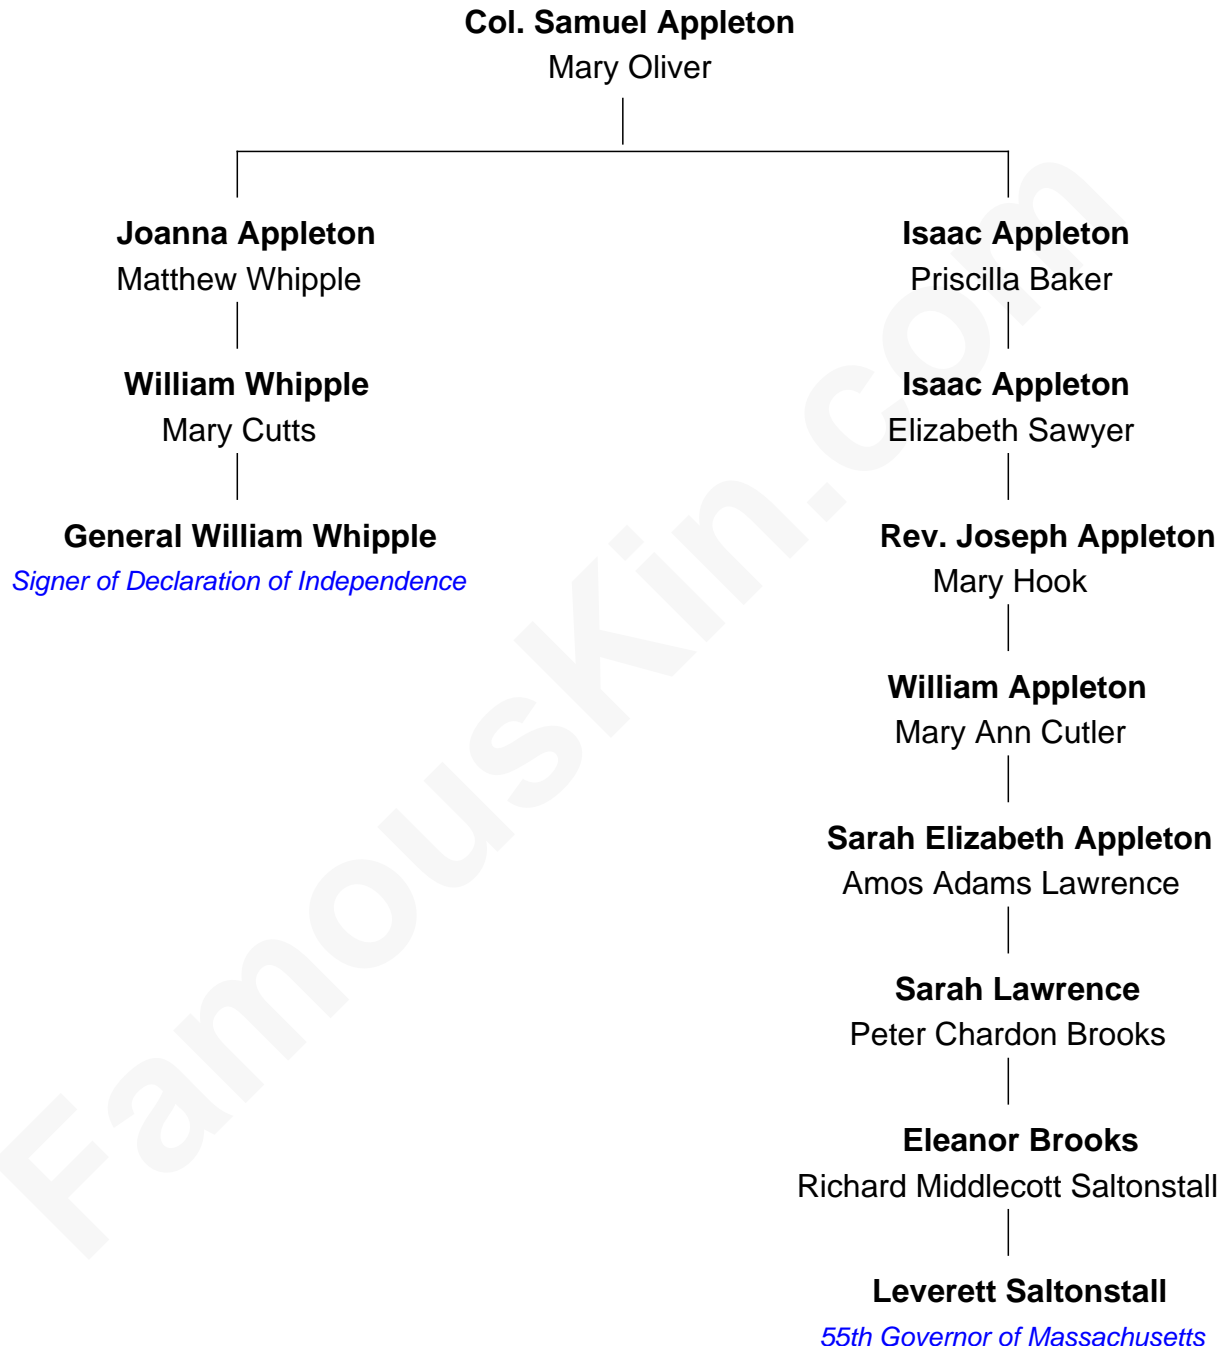 Col. Samuel Appleton
Mary Oliver
Joanna Appleton
Matthew Whipple
William Whipple
Mary Cutts
General William Whipple
Signer of Declaration of Independence
Isaac Appleton
Priscilla Baker
Isaac Appleton
Elizabeth Sawyer
Rev. Joseph Appleton
Mary Hook
William Appleton
Mary Ann Cutler
Sarah Elizabeth Appleton
Amos Adams Lawrence
Sarah Lawrence
Peter Chardon Brooks
Eleanor Brooks
Richard Middlecott Saltonstall
Leverett Saltonstall
55th Governor of Massachusetts
FamousKin.com